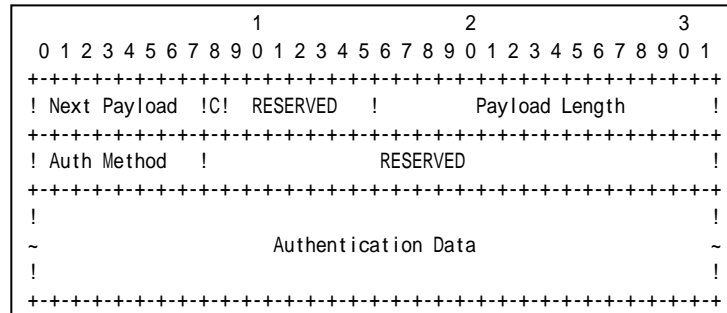 1                   2                   3
 0 1 2 3 4 5 6 7 8 9 0 1 2 3 4 5 6 7 8 9 0 1 2 3 4 5 6 7 8 9 0 1
+-+-+-+-+-+-+-+-+-+-+-+-+-+-+-+-+-+-+-+-+-+-+-+-+-+-+-+-+-+-+-+-+
! Next Payload  !C!  RESERVED   !         Payload Length        !
+-+-+-+-+-+-+-+-+-+-+-+-+-+-+-+-+-+-+-+-+-+-+-+-+-+-+-+-+-+-+-+-+
! Auth Method   !                RESERVED                       !
+-+-+-+-+-+-+-+-+-+-+-+-+-+-+-+-+-+-+-+-+-+-+-+-+-+-+-+-+-+-+-+-+
!                                                               !
~                      Authentication Data                      ~
!                                                               !
+-+-+-+-+-+-+-+-+-+-+-+-+-+-+-+-+-+-+-+-+-+-+-+-+-+-+-+-+-+-+-+-+